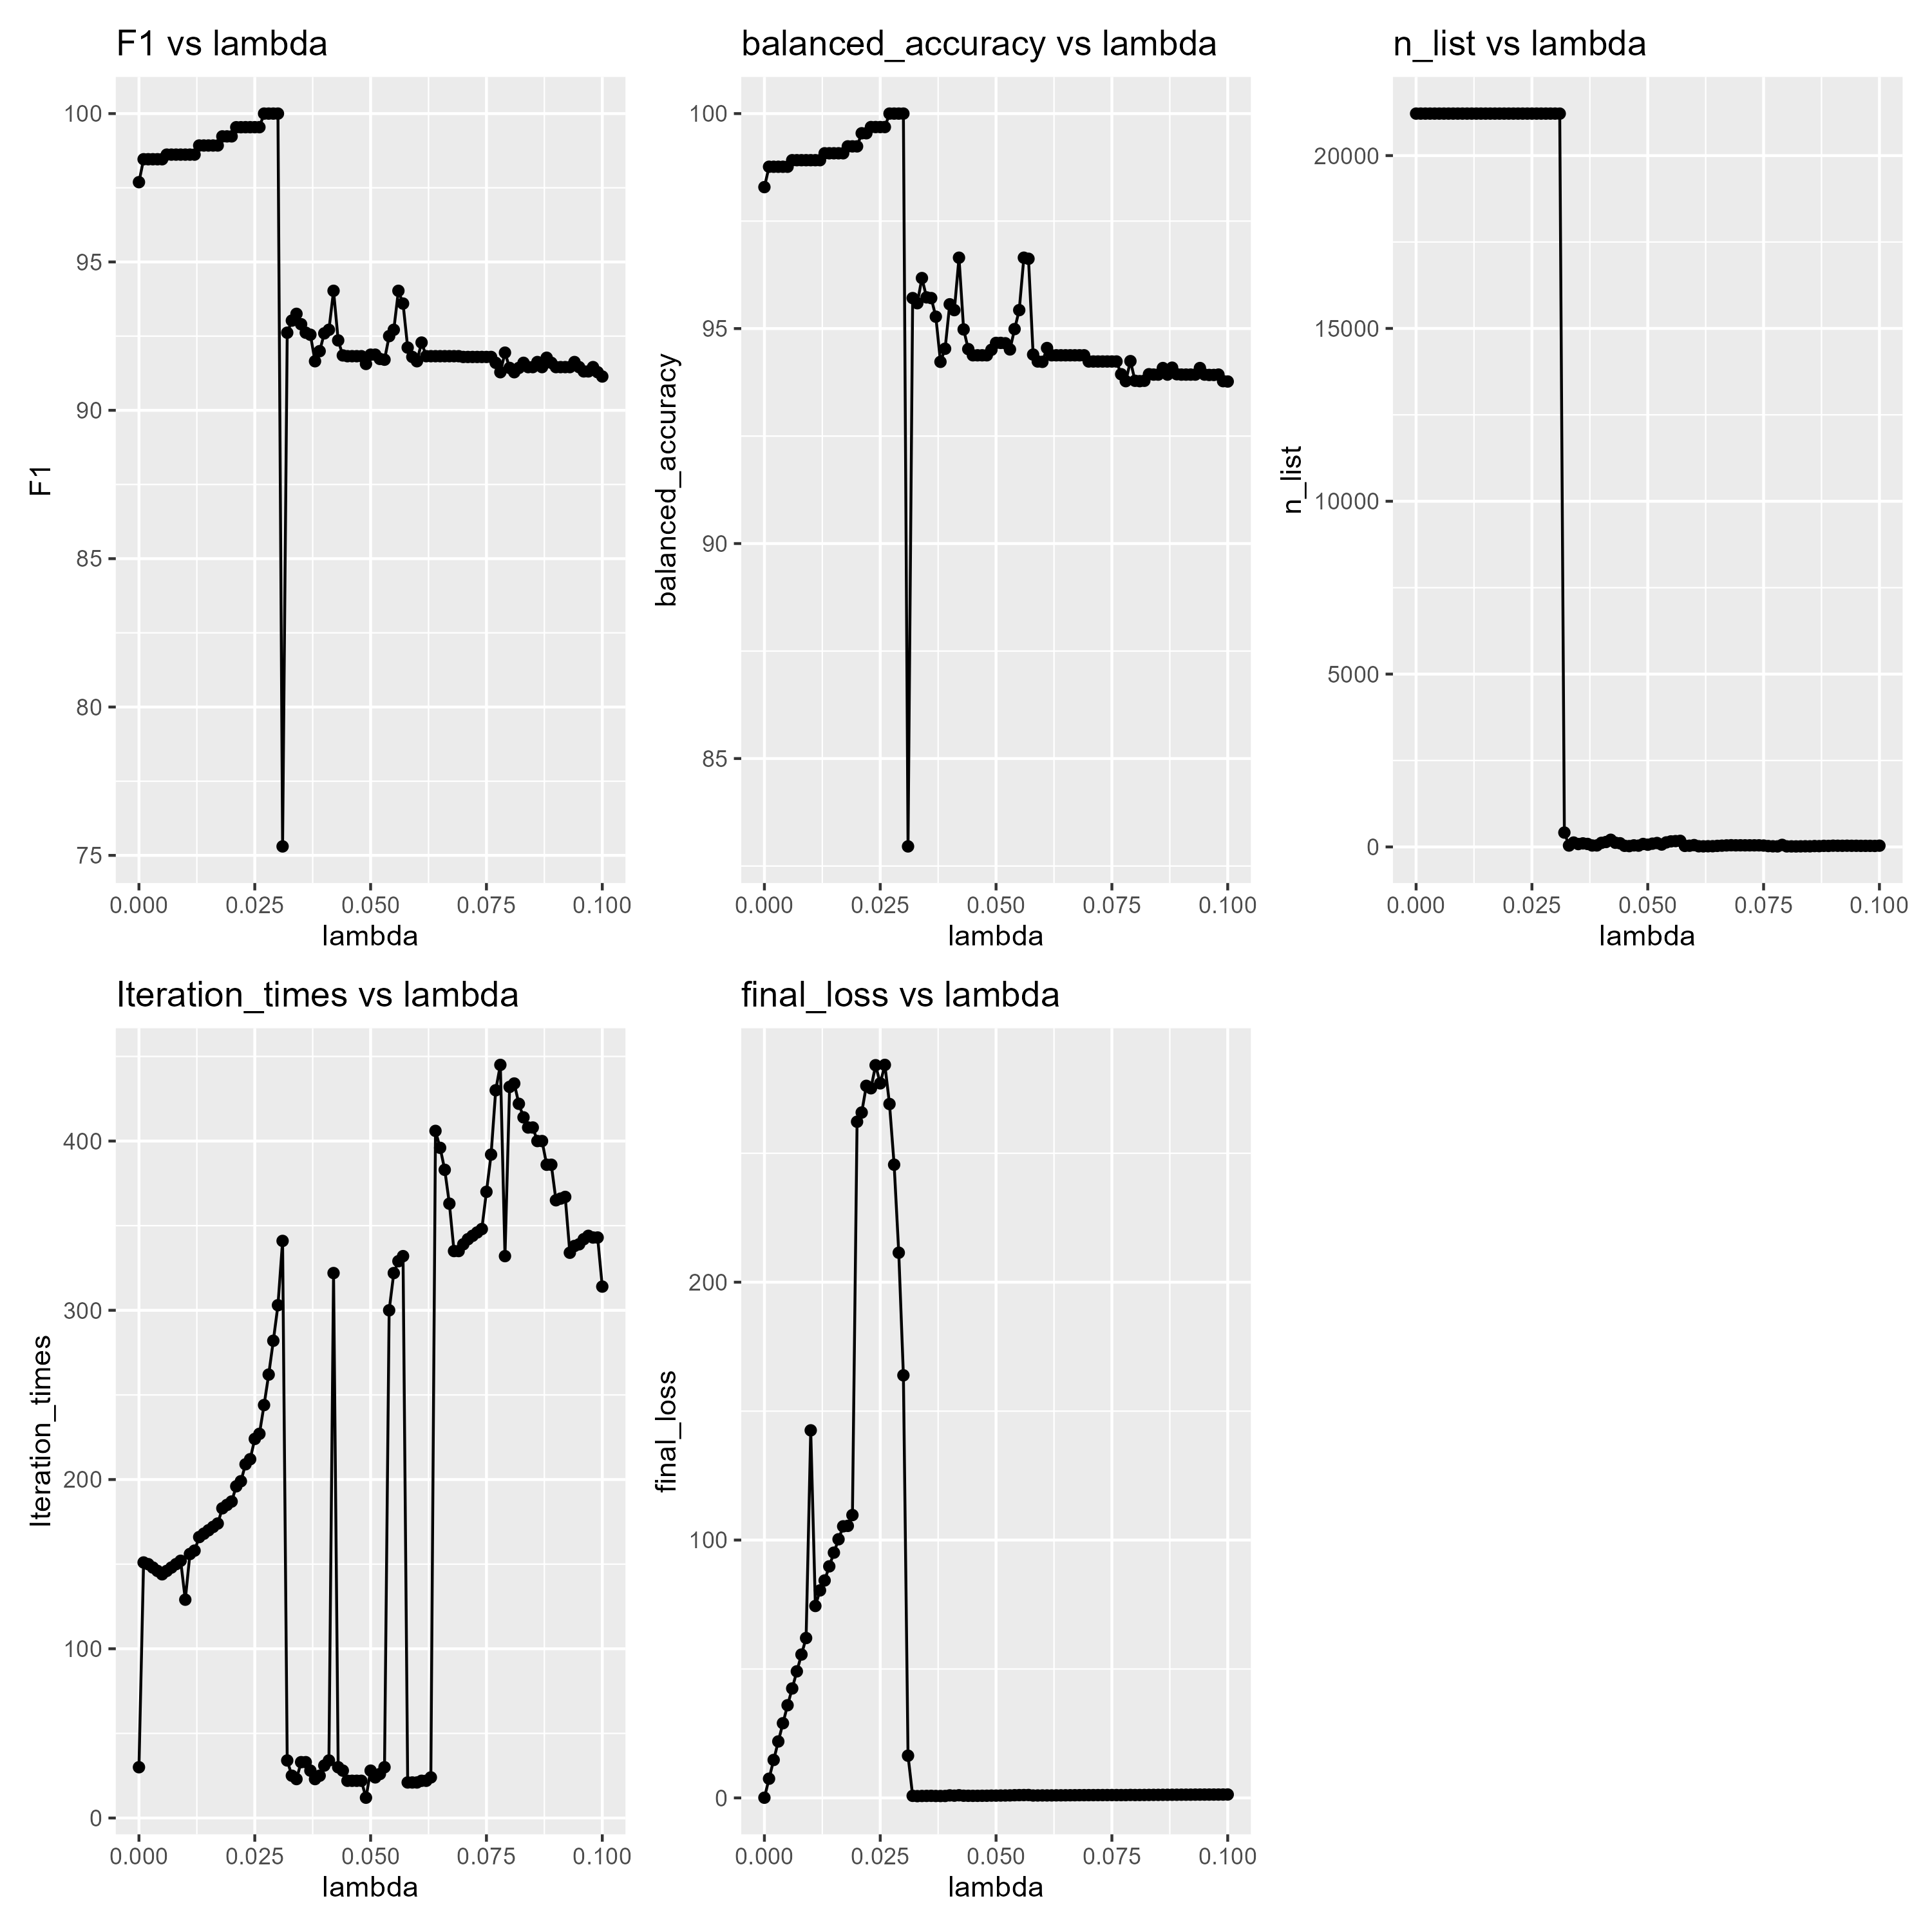 F1 vs lambda
100
95
90
85
80
75
F1
0.000 0.025 0.050 0.075 0.100
lambda
balanced_accuracy vs lambda
100
95
90
85
balanced_accuracy
0.000 0.025 0.050 0.075 0.100
lambda
n_list vs lambda
20000
15000
10000
5000
0
n_list
0.000 0.025 0.050 0.075 0.100
lambda
Iteration_times vs lambda
400
300
200
100
0
Iteration_times
0.000 0.025 0.050 0.075 0.100
lambda
final_loss vs lambda
200
100
0
final_loss
0.000 0.025 0.050 0.075 0.100
lambda